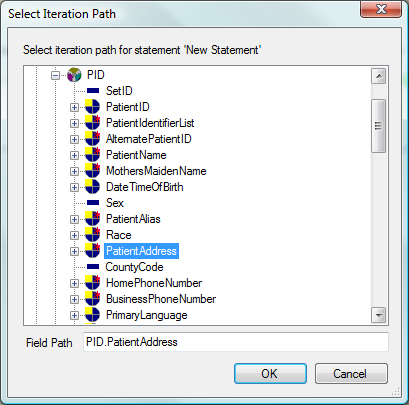 Select Iteration Path
Select iteration path for statement 'New Statement'
PID
SetID
PatientID
PatientIdentifierList
AlternatePatientID
PatientName
MothersMaidenName
DateTimeOfBirth
Sex
PatientAlias
Race
PatientAddress
CountyCode
HomePhoneNumber
BusinessPhoneNumber
PrimaryLanguage
Field Path PID.PatientAddress
OK Cancel